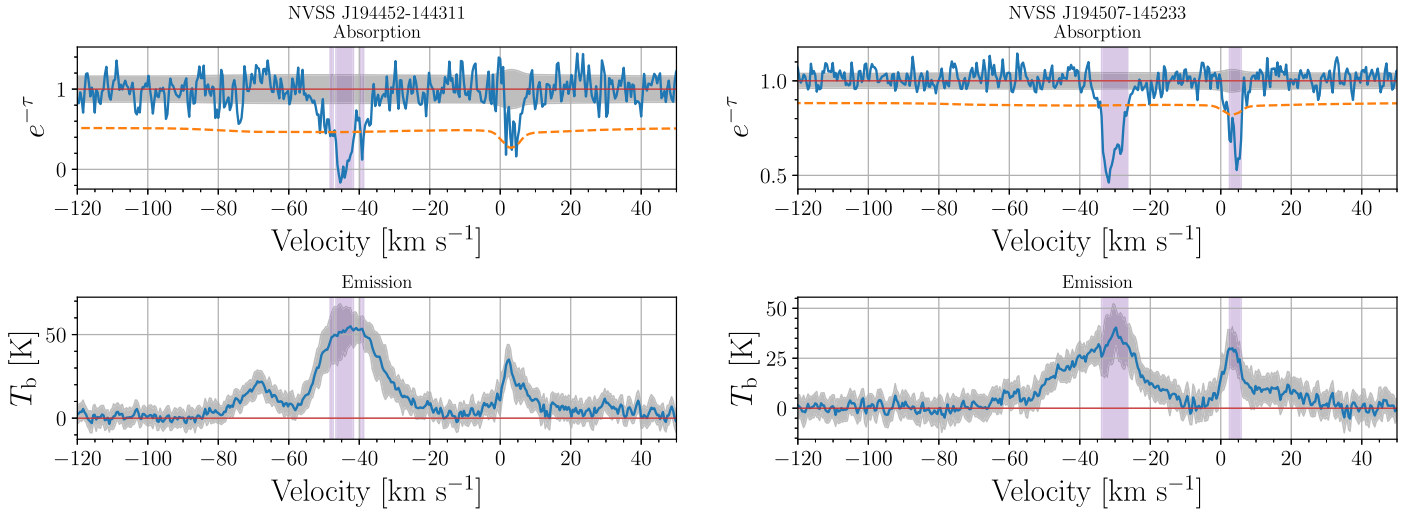 NVSS J194452-144311
Absorption
1
0
e^{−τ}
−120 −100 −80 −60 −40 −20 0 20 40
Velocity [km s^{−1}]
Emission
50
0
T_b [K]
−120 −100 −80 −60 −40 −20 0 20 40
Velocity [km s^{−1}]
NVSS J194507-145233
Absorption
1.0
0.5
e^{−τ}
−120 −100 −80 −60 −40 −20 0 20 40
Velocity [km s^{−1}]
Emission
50
25
0
T_b [K]
−120 −100 −80 −60 −40 −20 0 20 40
Velocity [km s^{−1}]